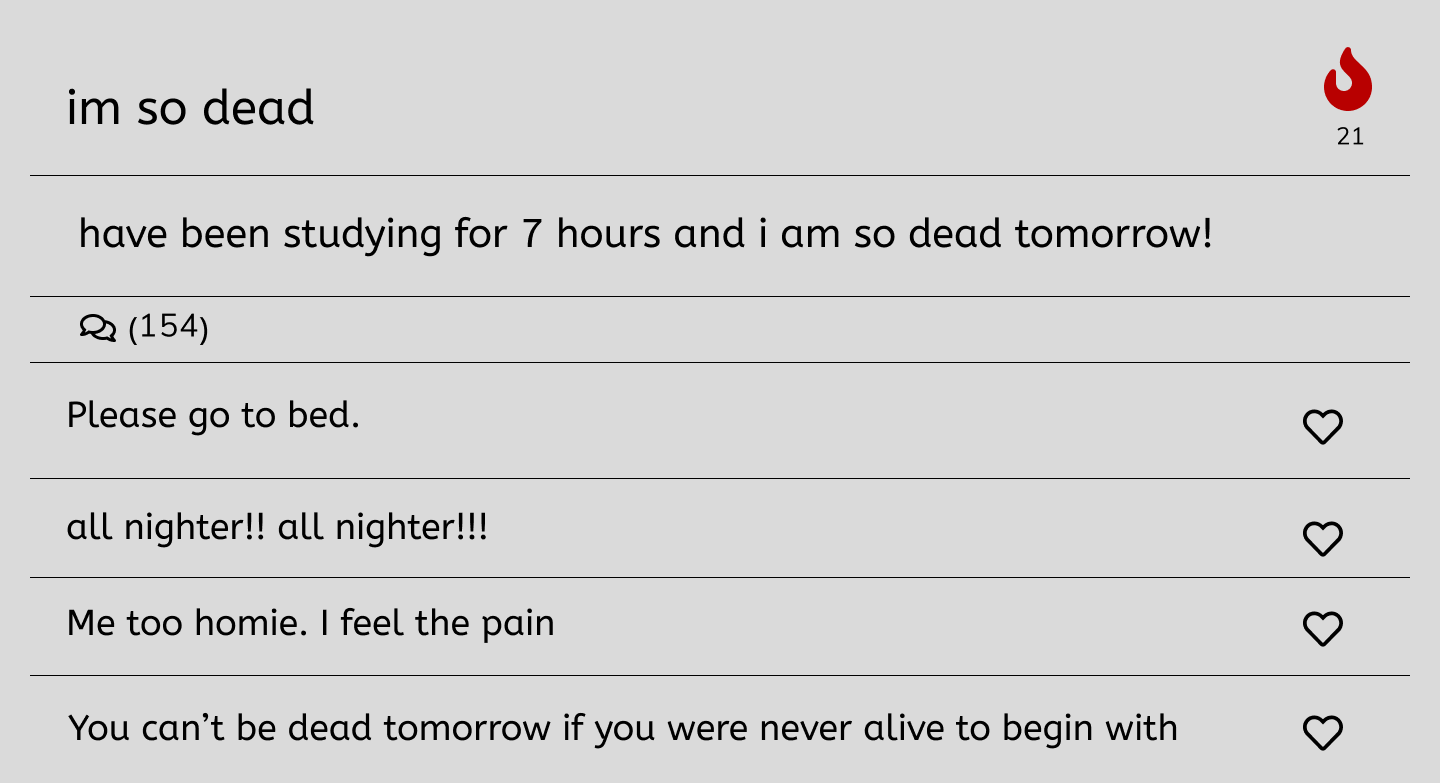 im so dead
21
have been studying for 7 hours and i am so dead tomorrow!
(154)
Please go to bed.
all nighter!! all nighter!!!
Me too homie. I feel the pain
You can’t be dead tomorrow if you were never alive to begin with